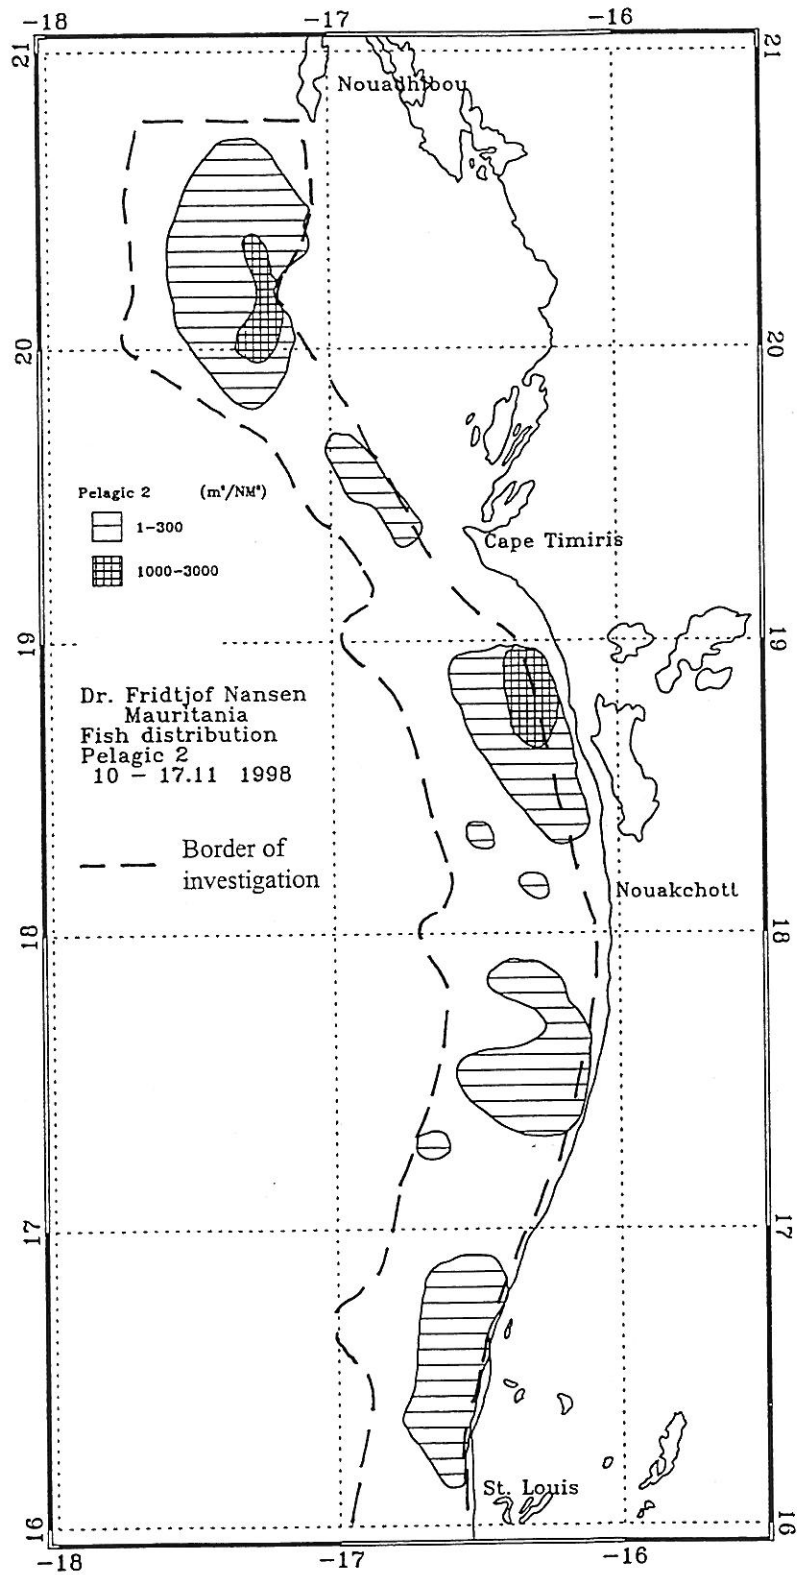 -18 -17 -16
21 21
Nouadhibou
20 20
Pelagic 2 (m²/NM²)
1-300
1000-3000
Cape Timiris
19 19
Dr. Fridtjof Nansen
Mauritania
Fish distribution
Pelagic 2
10 - 17.11 1998
Border of
investigation
Nouakchott
18 18
17 17
St. Louis
16 16
-18 -17 -16